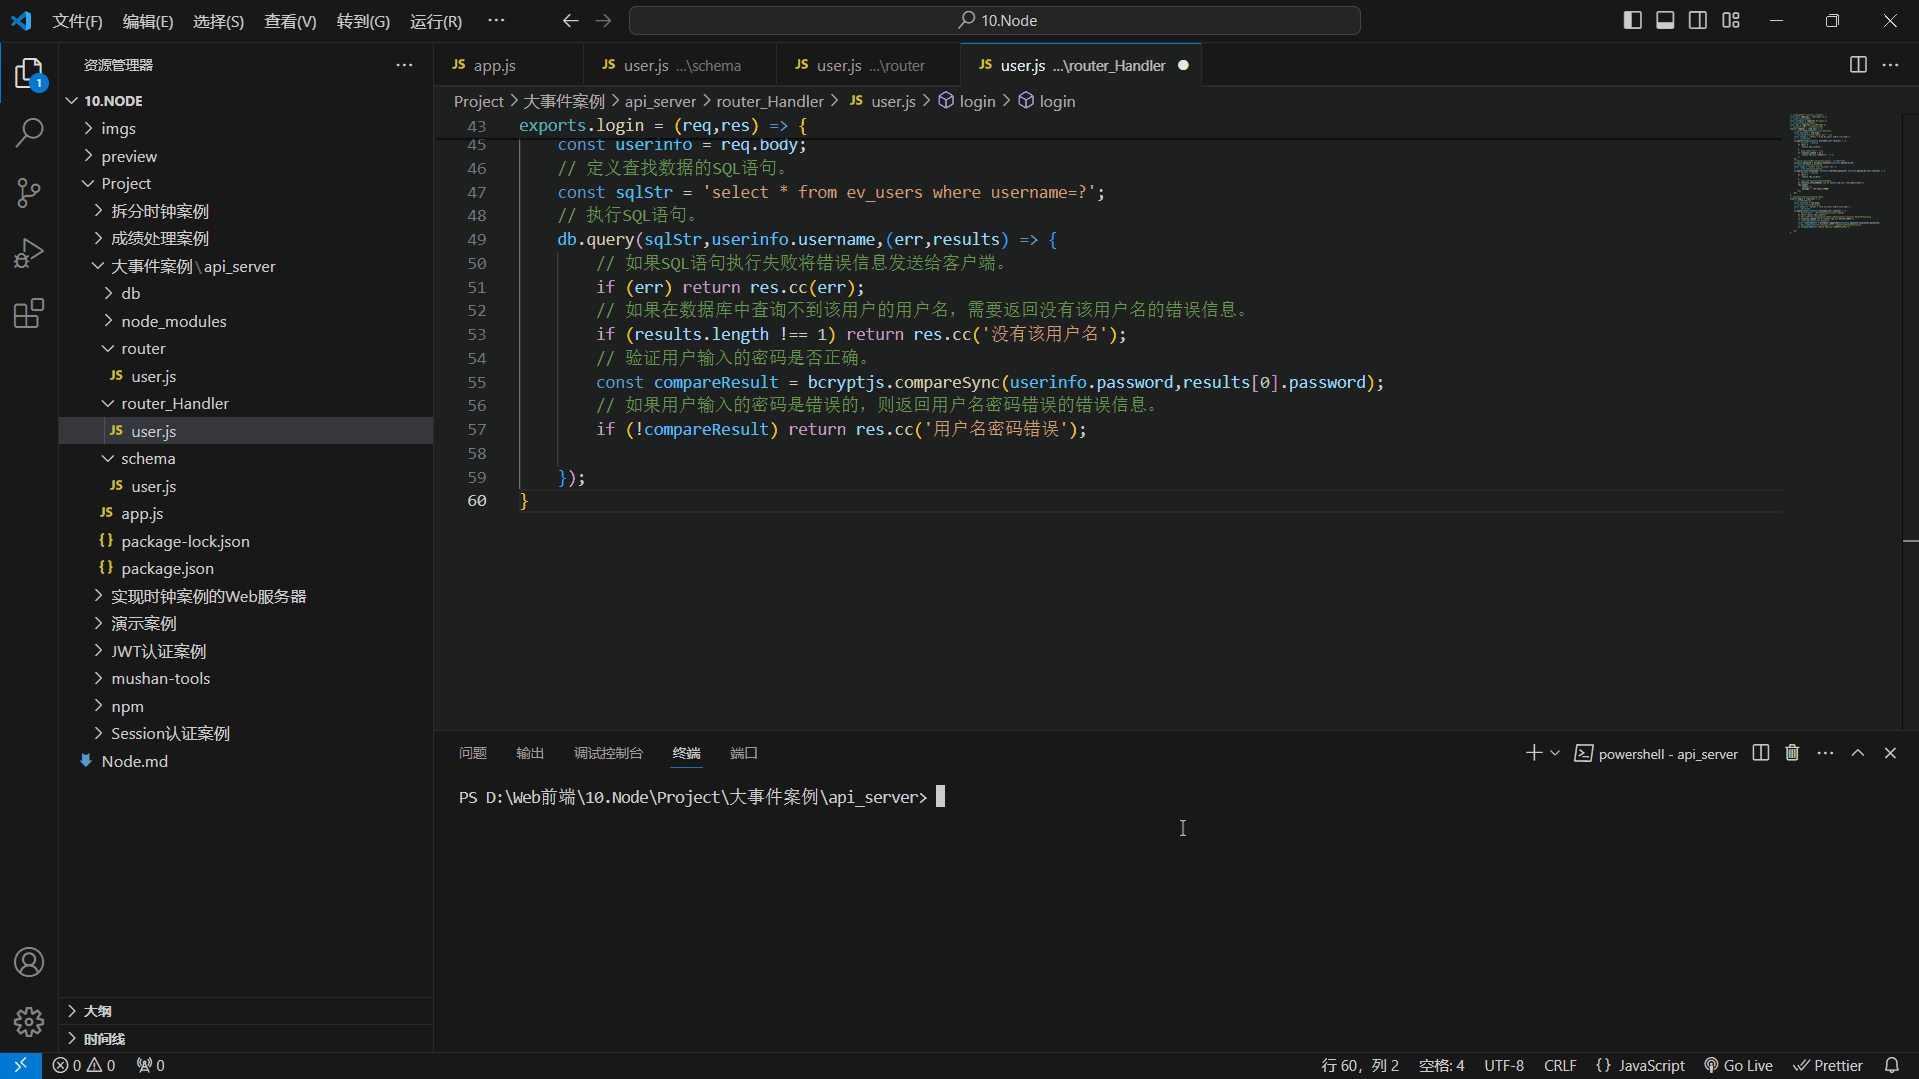 文件(F) 编辑(E) 选择(S) 查看(V) 转到(G) 运行(R) ··· 10.Node
资源管理器
1
10.NODE
imgs
preview
Project
拆分时钟案例
成绩处理案例
大事件案例\api_server
db
node_modules
router
JS user.js
router_Handler
JS user.js
schema
JS user.js
JS app.js
{} package-lock.json
{} package.json
实现时钟案例的Web服务器
演示案例
JWT认证案例
mushan-tools
npm
Session认证案例
Node.md
大纲
时间线
JS app.js JS user.js ...\schema JS user.js ...\router JS user.js ...\router_Handler
Project > 大事件案例 > api_server > router_Handler > JS user.js > login > login
43 exports.login = (req,res) => {
45 const userinfo = req.body;
46 // 定义查找数据的SQL语句。
47 const sqlStr = 'select * from ev_users where username=?';
48 // 执行SQL语句。
49 db.query(sqlStr,userinfo.username,(err,results) => {
50 // 如果SQL语句执行失败将错误信息发送给客户端。
51 if (err) return res.cc(err);
52 // 如果在数据库中查询不到该用户的用户名，需要返回没有该用户名的错误信息。
53 if (results.length !== 1) return res.cc('没有该用户名');
54 // 验证用户输入的密码是否正确。
55 const compareResult = bcryptjs.compareSync(userinfo.password,results[0].password);
56 // 如果用户输入的密码是错误的，则返回用户名密码错误的错误信息。
57 if (!compareResult) return res.cc('用户名密码错误');
58
59 });
60 }
问题 输出 调试控制台 终端 端口 powershell - api_server
PS D:\Web前端\10.Node\Project\大事件案例\api_server>
0 0 0 行 60，列 2 空格: 4 UTF-8 CRLF {} JavaScript Go Live Prettier